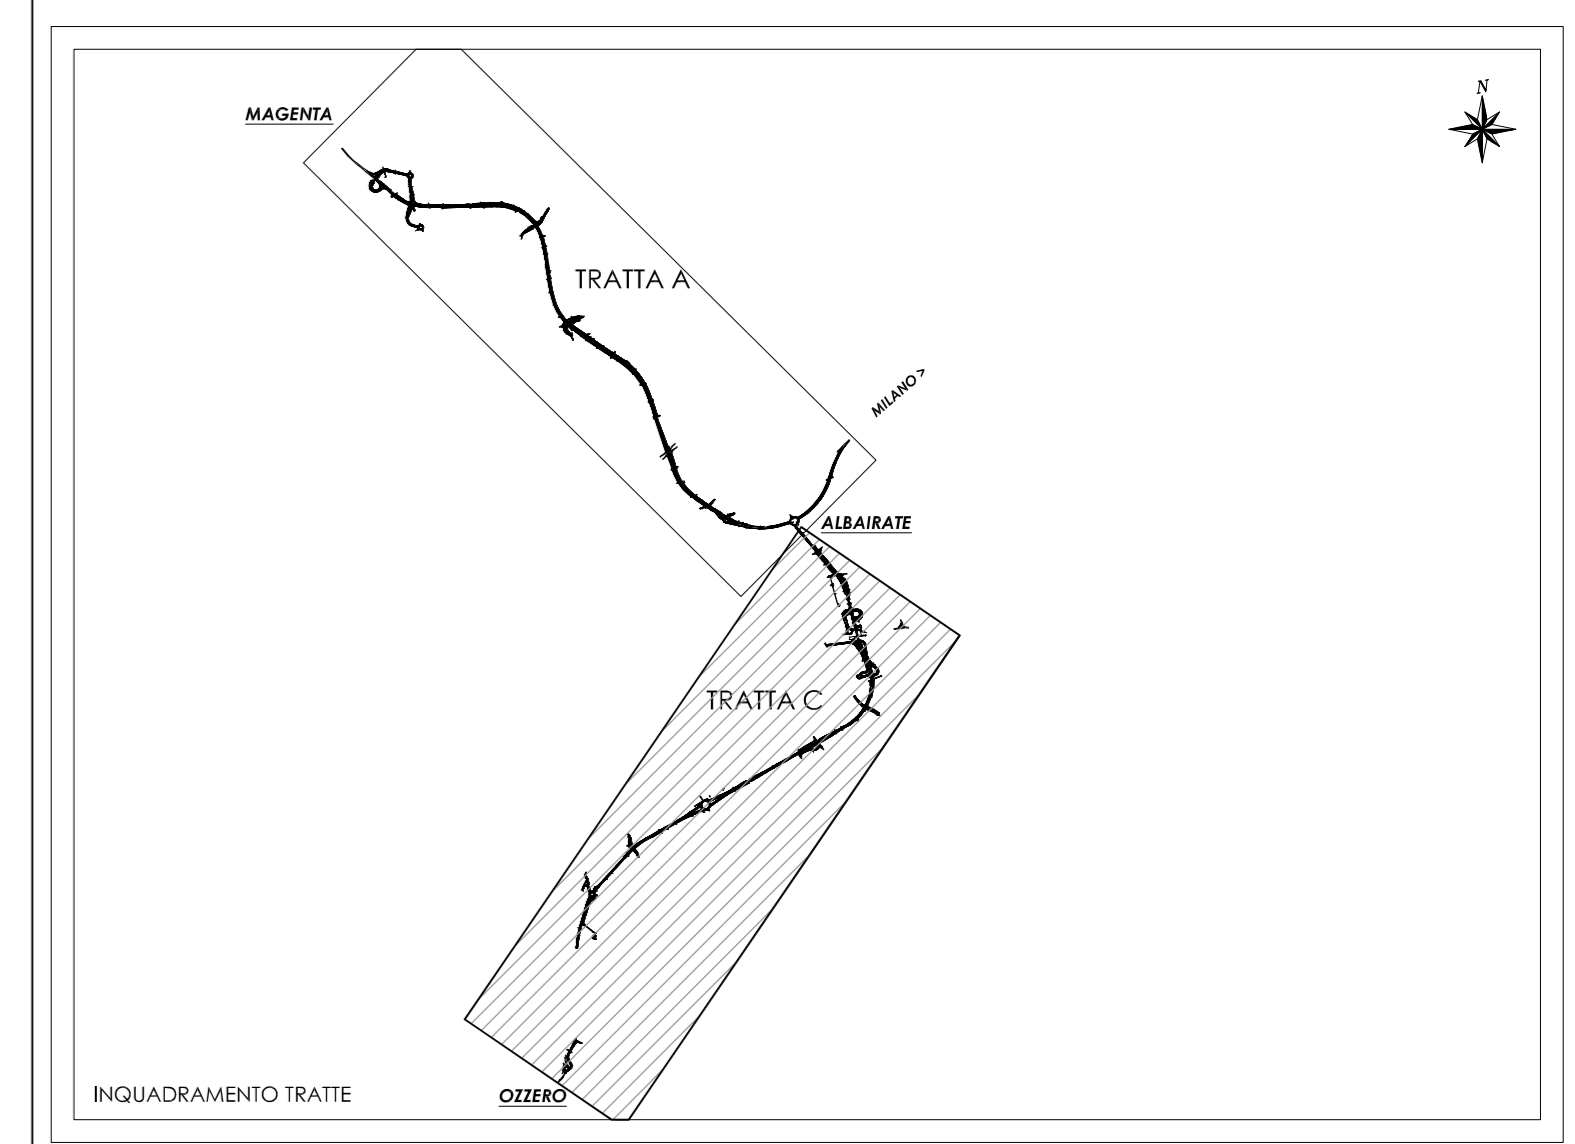 N
MAGENTA
TRATTA A
MILANO >
ALBAIRATE
TRATTA C
INQUADRAMENTO TRATTE
OZZERO